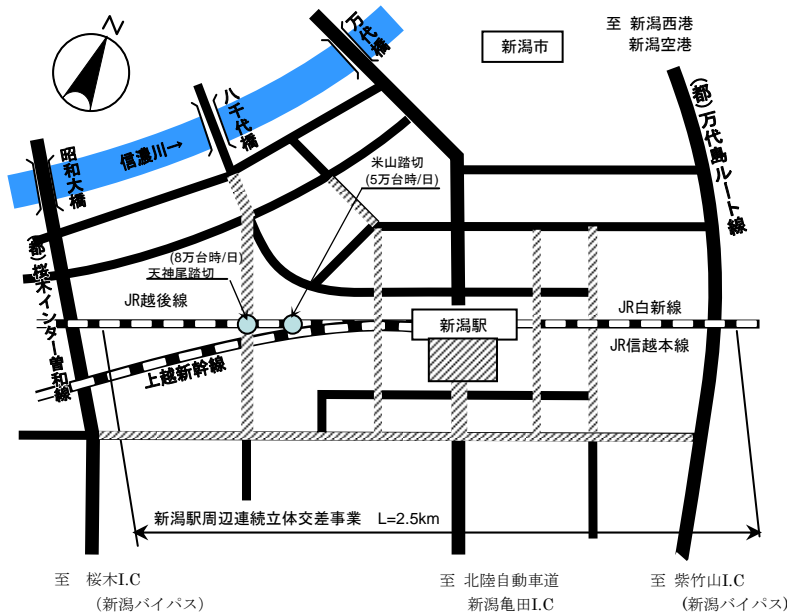 N
新潟市
至 新潟西港
新潟空港
万代橋
八千代橋
昭和大橋
信濃川→
米山踏切
(5万台時/日)
(都)万代島ルート線
(都)桜木インター曽和線
(8万台時/日)
天神尾踏切
JR越後線
新潟駅
JR白新線
JR信越本線
上越新幹線
新潟駅周辺連続立体交差事業 L=2.5km
至 桜木I.C
(新潟バイパス)
至 北陸自動車道
新潟亀田I.C
至 紫竹山I.C
(新潟バイパス)